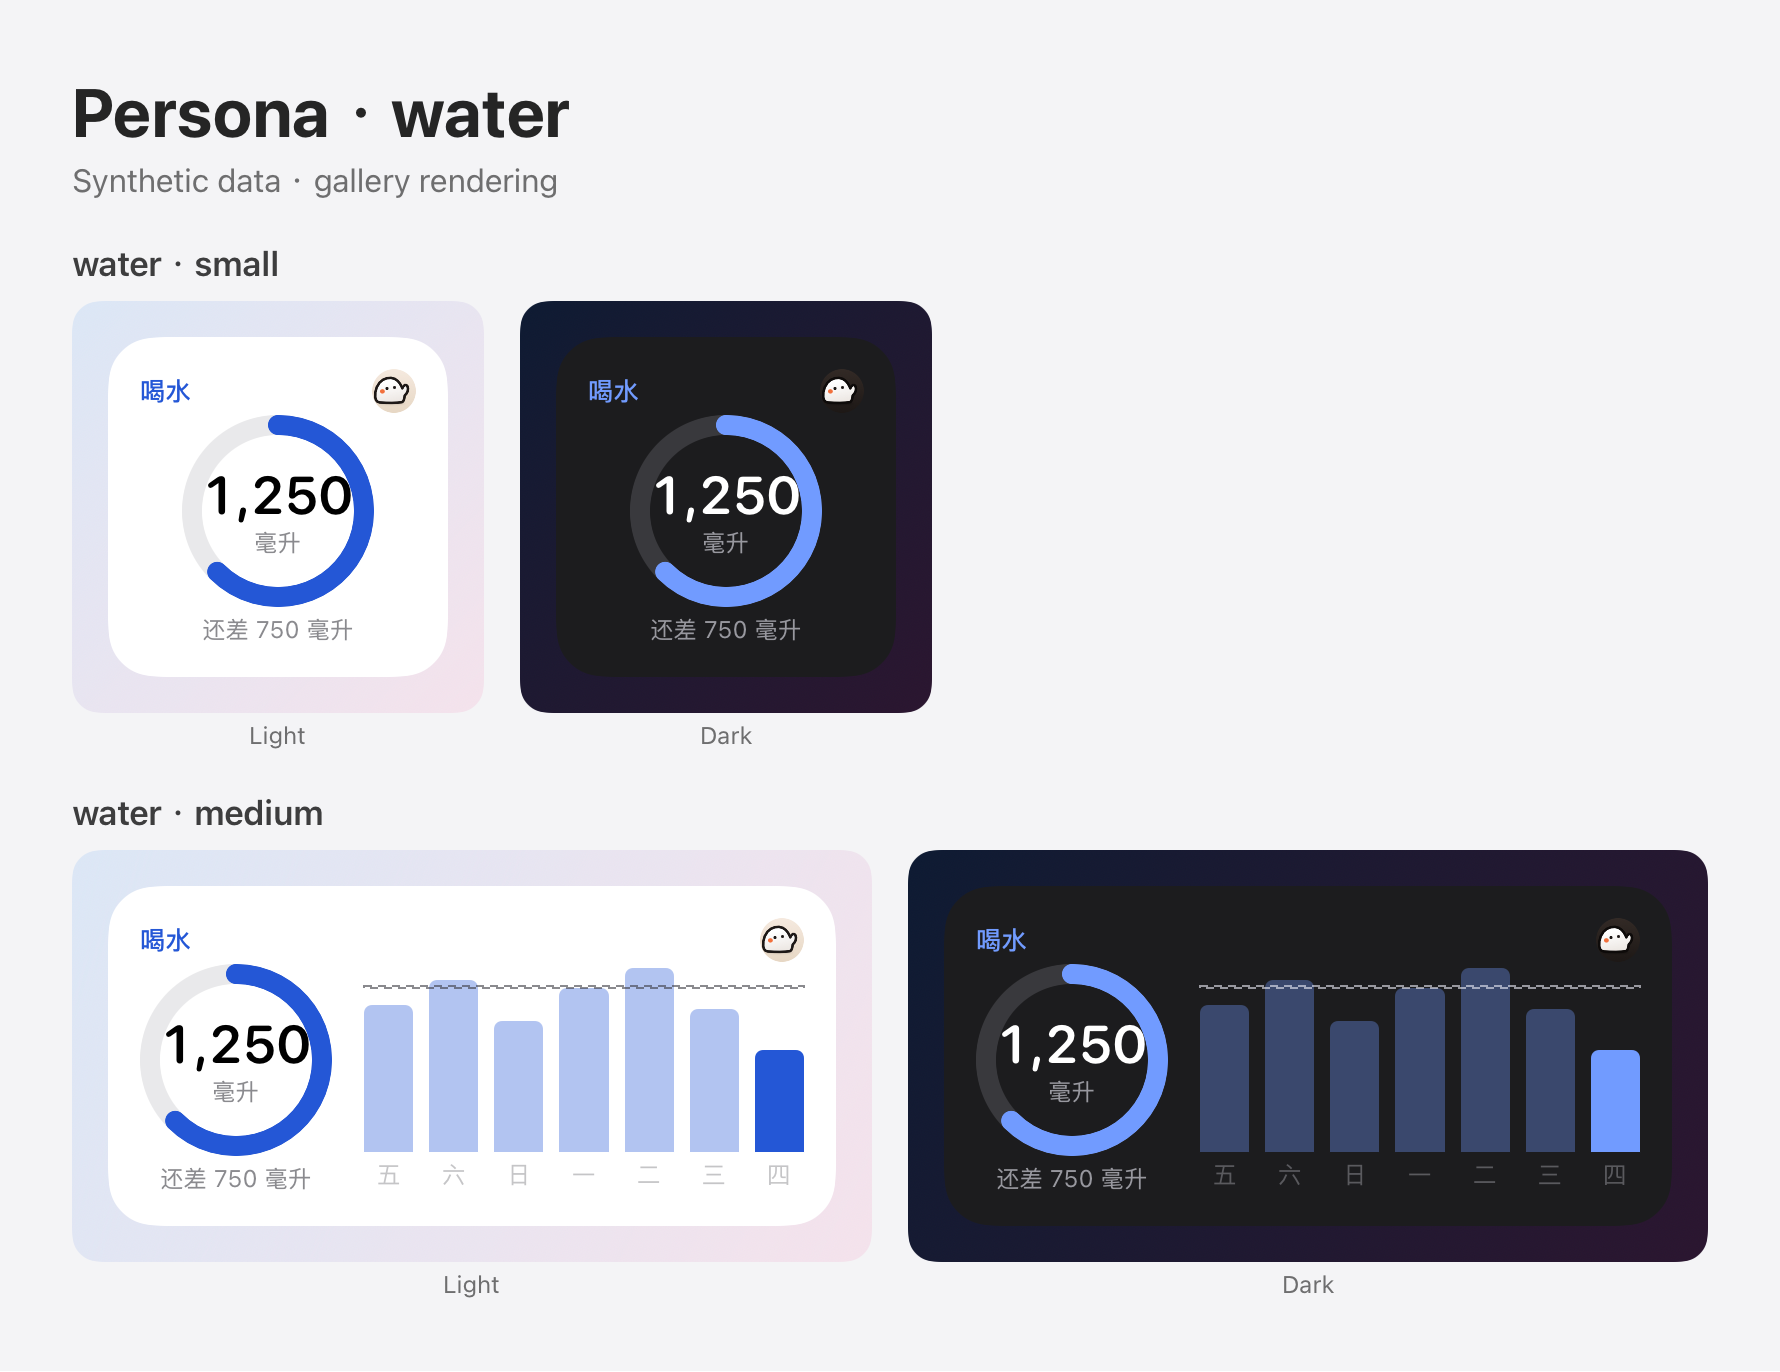 Persona · water
Synthetic data · gallery rendering
water · small
喝水
1,250
毫升
还差 750 毫升
Light
喝水
1,250
毫升
还差 750 毫升
Dark
water · medium
喝水
1,250
毫升
还差 750 毫升
五 六 日 一 二 三 四
Light
喝水
1,250
毫升
还差 750 毫升
五 六 日 一 二 三 四
Dark